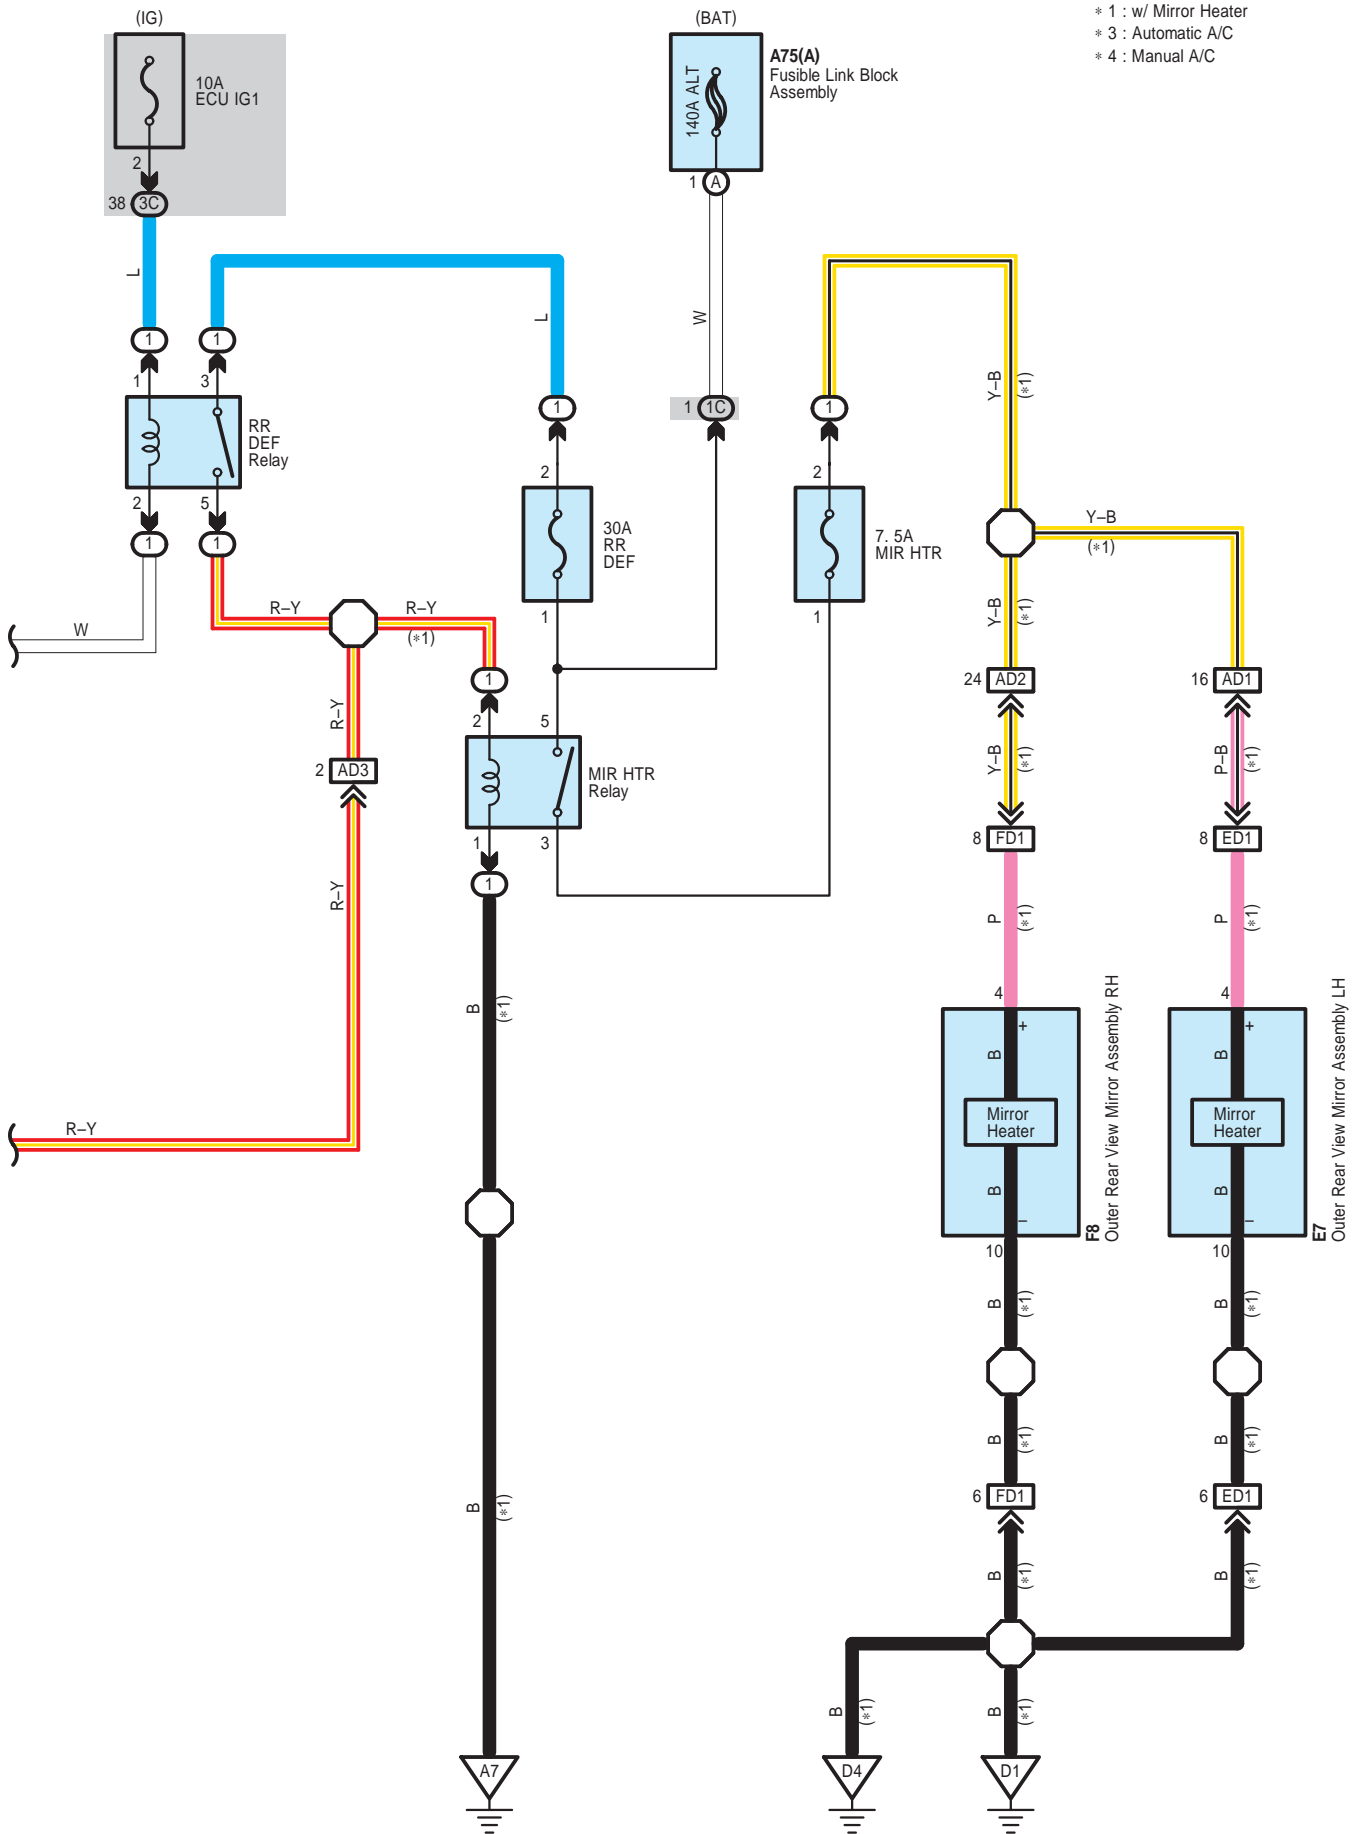 (IG)
(BAT)
∗ 1 : w/ Mirror Heater
∗ 3 : Automatic A/C
∗ 4 : Manual A/C
10A
ECU IG1
2
38 3C
140A ALT
A75(A)
Fusible Link Block
Assembly
1 A
L
L
W
Y–B
(∗1)
1
1
1
3
RR
DEF
Relay
2
5
1
1
1
1 1C
1
2
30A
RR
DEF
1
2
7. 5A
MIR HTR
1
Y–B
(∗1)
Y–B
(∗1)
W
R–Y
R–Y
(∗1)
R–Y
1
2
5
MIR HTR
Relay
1
3
1
2 AD3
R–Y
R–Y
24 AD2
16 AD1
Y–B
(∗1)
P–B
(∗1)
8 FD1
8 ED1
P
(∗1)
P
(∗1)
4
4
B
(∗1)
+
B
Mirror
Heater
B
–
F8
Outer Rear View Mirror Assembly RH
+
B
Mirror
Heater
B
–
E7
Outer Rear View Mirror Assembly LH
10
10
B
(∗1)
B
(∗1)
B
(∗1)
B
(∗1)
B
(∗1)
6 FD1
6 ED1
B
(∗1)
B
(∗1)
B
(∗1)
B
(∗1)
A7
D4
D1